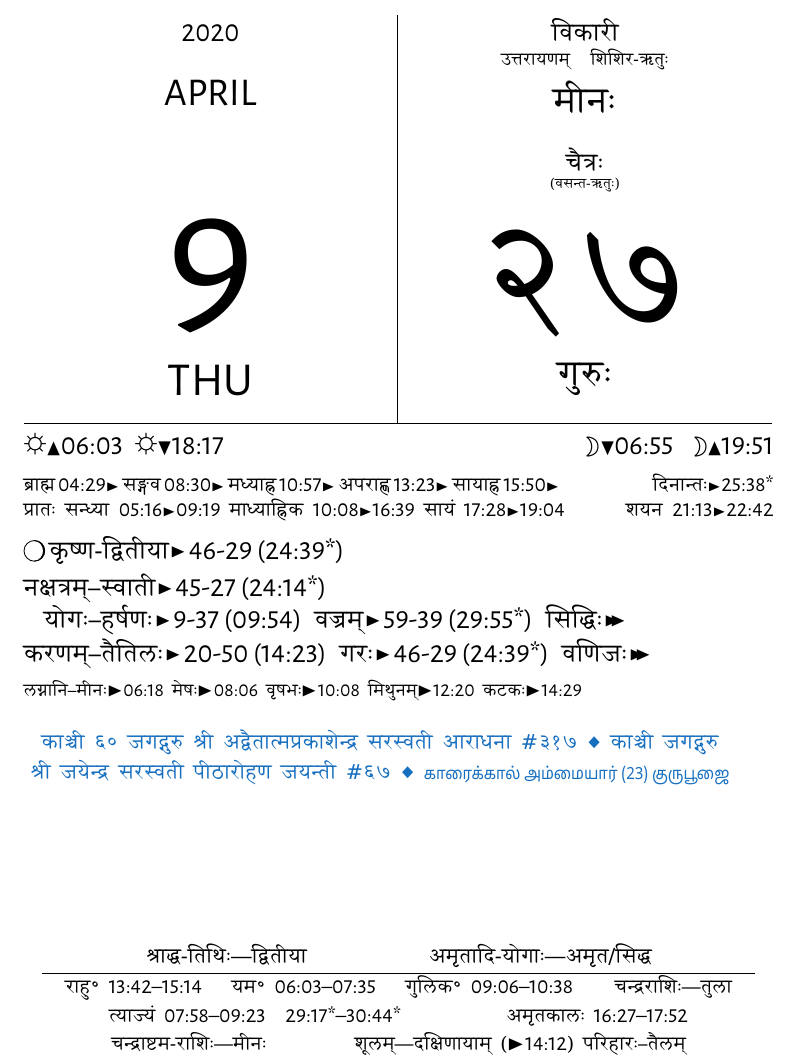 2020
APRIL
९
THU
विकारी
उत्तरायणम् शिशिर-ऋतुः
मीनः
चैत्रः
(वसन्त-ऋतुः)
२७
गुरुः
☼▲06:03 ☼▼18:17 ☽▼06:55 ☽▲19:51
ब्राह्म 04:29► सङ्गव 08:30► मध्याह्न 10:57► अपराह्ण 13:23► सायाह्न 15:50► दिनान्तः►25:38*
प्रातः सन्ध्या 05:16►09:19 माध्याह्निक 10:08►16:39 सायं 17:28►19:04 शयन 21:13►22:42
◯कृष्ण-द्वितीया►46-29 (24:39*)
नक्षत्रम्–स्वाती►45-27 (24:14*)
योगः–हर्षणः►9-37 (09:54) वज्रम्►59-39 (29:55*) सिद्धिः►►
करणम्–तैतिलः►20-50 (14:23) गरः►46-29 (24:39*) वणिजः►►
लग्नानि–मीनः►06:18 मेषः►08:06 वृषभः►10:08 मिथुनम्►12:20 कटकः►14:29
काञ्ची ६० जगद्गुरु श्री अद्वैतात्मप्रकाशेन्द्र सरस्वती आराधना #३१७ ◆ काञ्ची जगद्गुरु
श्री जयेन्द्र सरस्वती पीठारोहण जयन्ती #६७ ◆ காரைக்கால் அம்மையார் (23) குருபூஜை
श्राद्ध-तिथिः—द्वितीया अमृतादि-योगाः—अमृत/सिद्ध
राहु° 13:42–15:14 यम° 06:03–07:35 गुलिक° 09:06–10:38 चन्द्रराशिः—तुला
त्याज्यं 07:58–09:23 29:17*–30:44* अमृतकालः 16:27–17:52
चन्द्राष्टम-राशिः—मीनः शूलम्—दक्षिणायाम् (►14:12) परिहारः–तैलम्